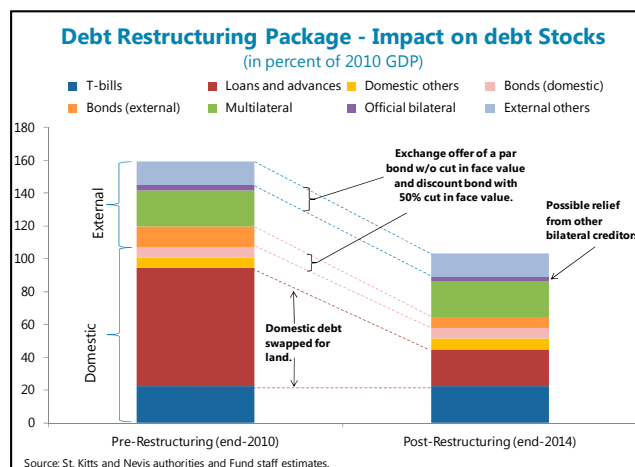 Debt Restructuring Package - Impact on debt Stocks
(in percent of 2010 GDP)
T-bills
Loans and advances
Domestic others
Bonds (domestic)
Bonds (external)
Multilateral
Official bilateral
External others
180
160
140
120
100
80
60
40
20
0
External
Domestic
Exchange offer of a par
bond w/o cut in face value
and discount bond with
50% cut in face value.
Possible relief
from other
bilateral creditors
Domestic debt
swapped for
land.
Pre-Restructuring (end-2010)
Post-Restructuring (end-2014)
Source: St. Kitts and Nevis authorities and Fund staff estimates.